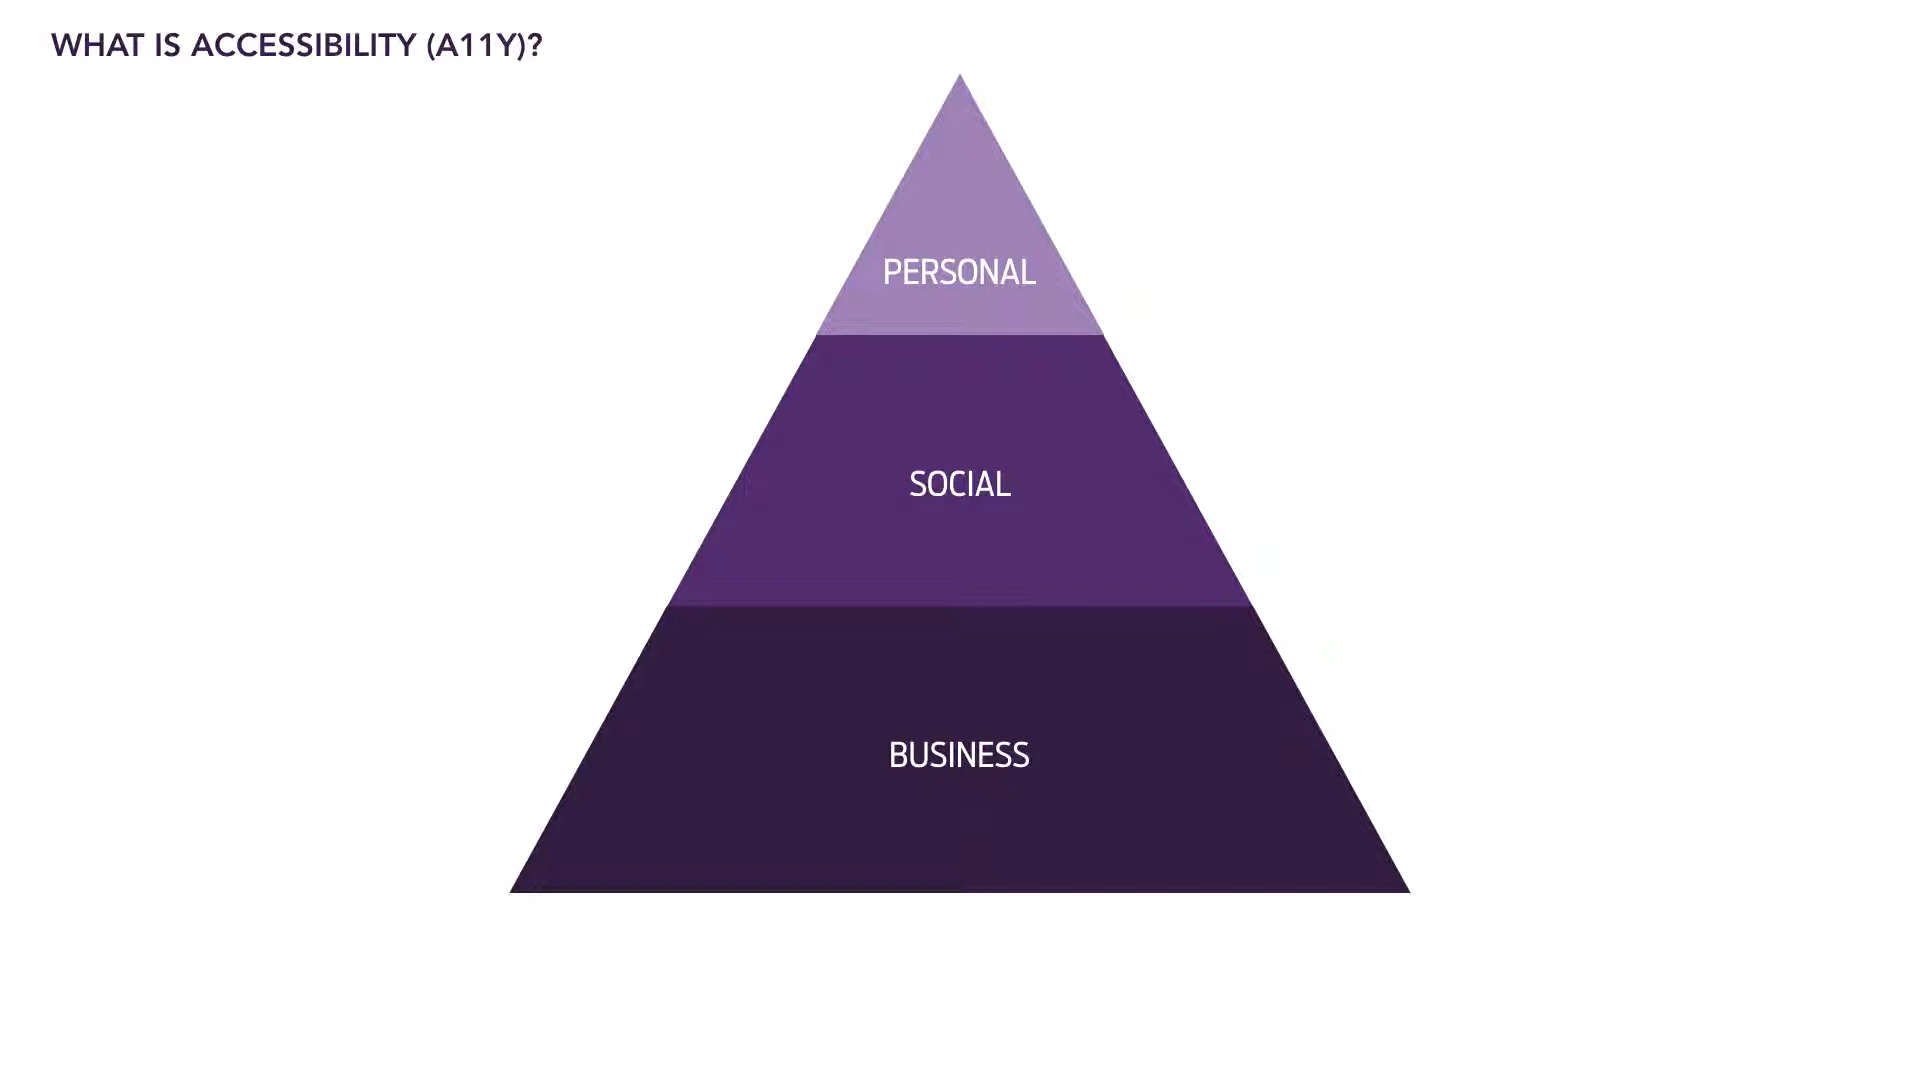 WHAT IS ACCESSIBILITY (A11Y)?
PERSONAL
SOCIAL
BUSINESS